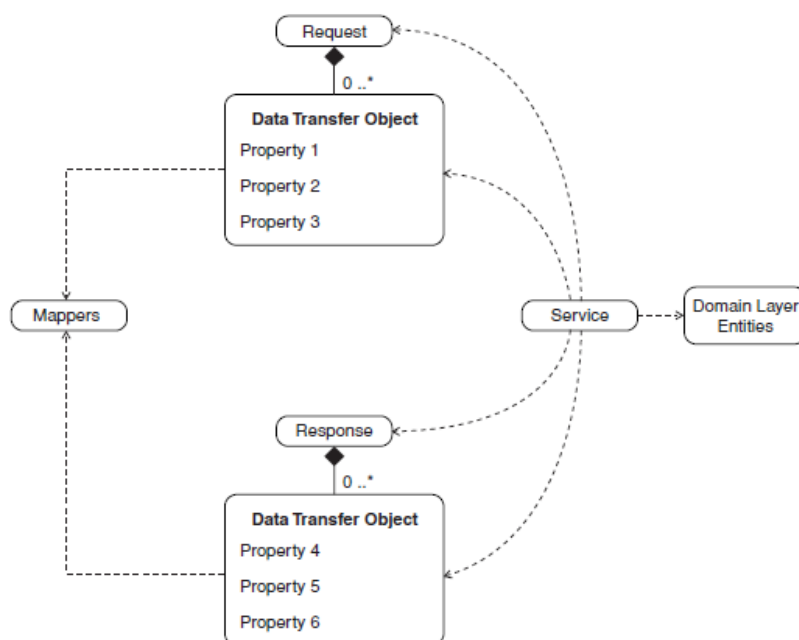 Request
0 ..*
Data Transfer Object
Property 1
Property 2
Property 3
Mappers
Service
Domain Layer
Entities
Response
0 ..*
Data Transfer Object
Property 4
Property 5
Property 6